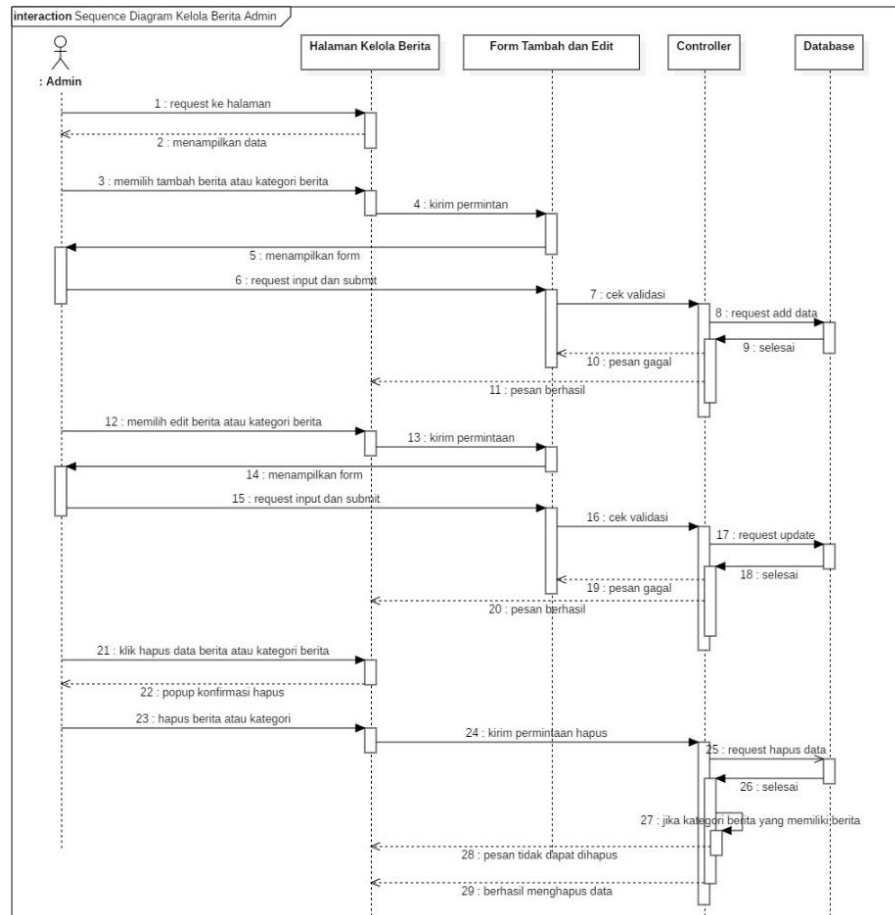 interaction Sequence Diagram Kelola Berita Admin
Halaman Kelola Berita
Form Tambah dan Edit
Controller
Database
: Admin
1 : request ke halaman
2 : menampilkan data
3 : memilih tambah berita atau kategori berita
4 : kirim permintan
5 : menampilkan form
6 : request input dan submit
7 : cek validasi
8 : request add data
9 : selesai
10 : pesan gagal
11 : pesan berhasil
12 : memilih edit berita atau kategori berita
13 : kirim permintaan
14 : menampilkan form
15 : request input dan submit
16 : cek validasi
17 : request update
18 : selesai
19 : pesan gagal
20 : pesan berhasil
21 : klik hapus data berita atau kategori berita
22 : popup konfirmasi hapus
23 : hapus berita atau kategori
24 : kirim permintaan hapus
25 : request hapus data
26 : selesai
27 : jika kategori berita yang memiliki berita
28 : pesan tidak dapat dihapus
29 : berhasil menghapus data